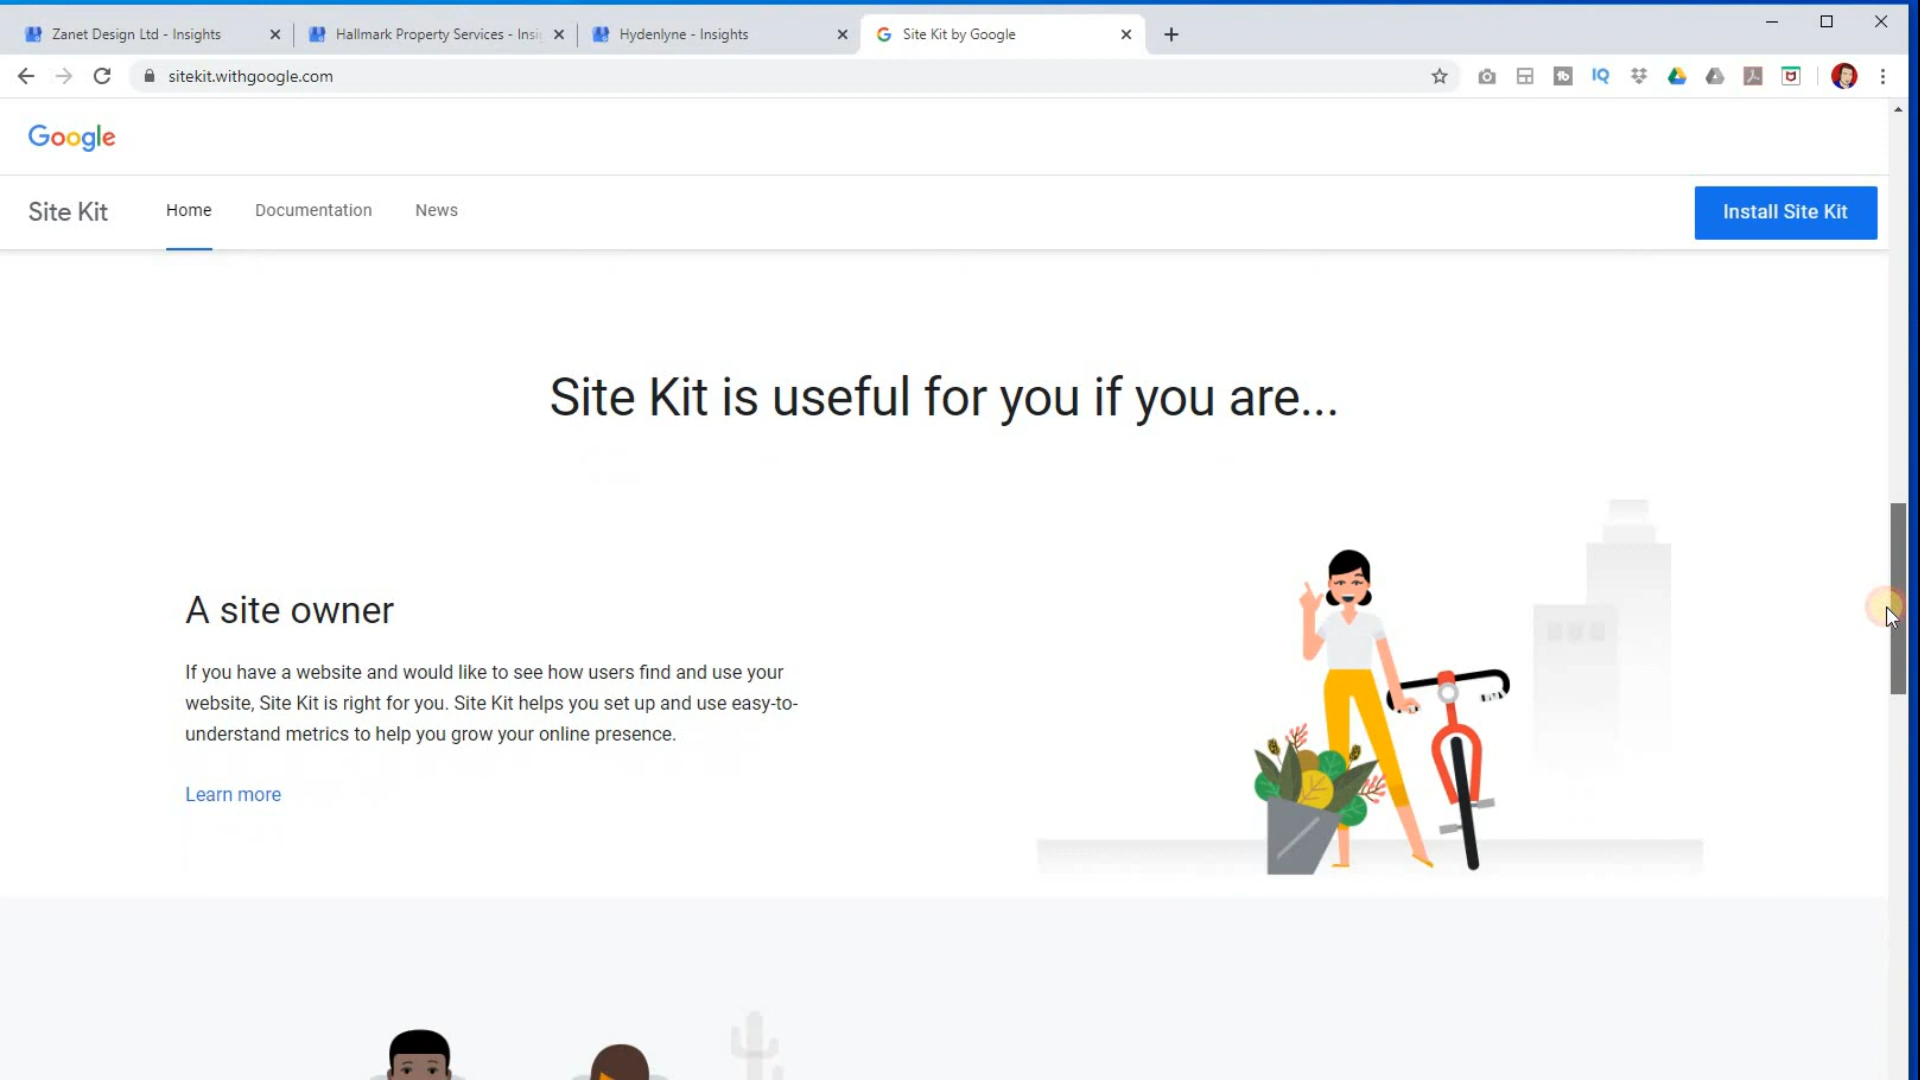 Zanet Design Ltd - Insights
Hallmark Property Services - Insi
Hydenlyne - Insights
Site Kit by Google
sitekit.withgoogle.com
Google
Site Kit
Home
Documentation
News
Install Site Kit
Site Kit is useful for you if you are...
A site owner
If you have a website and would like to see how users find and use your
website, Site Kit is right for you. Site Kit helps you set up and use easy-to-
understand metrics to help you grow your online presence.
Learn more